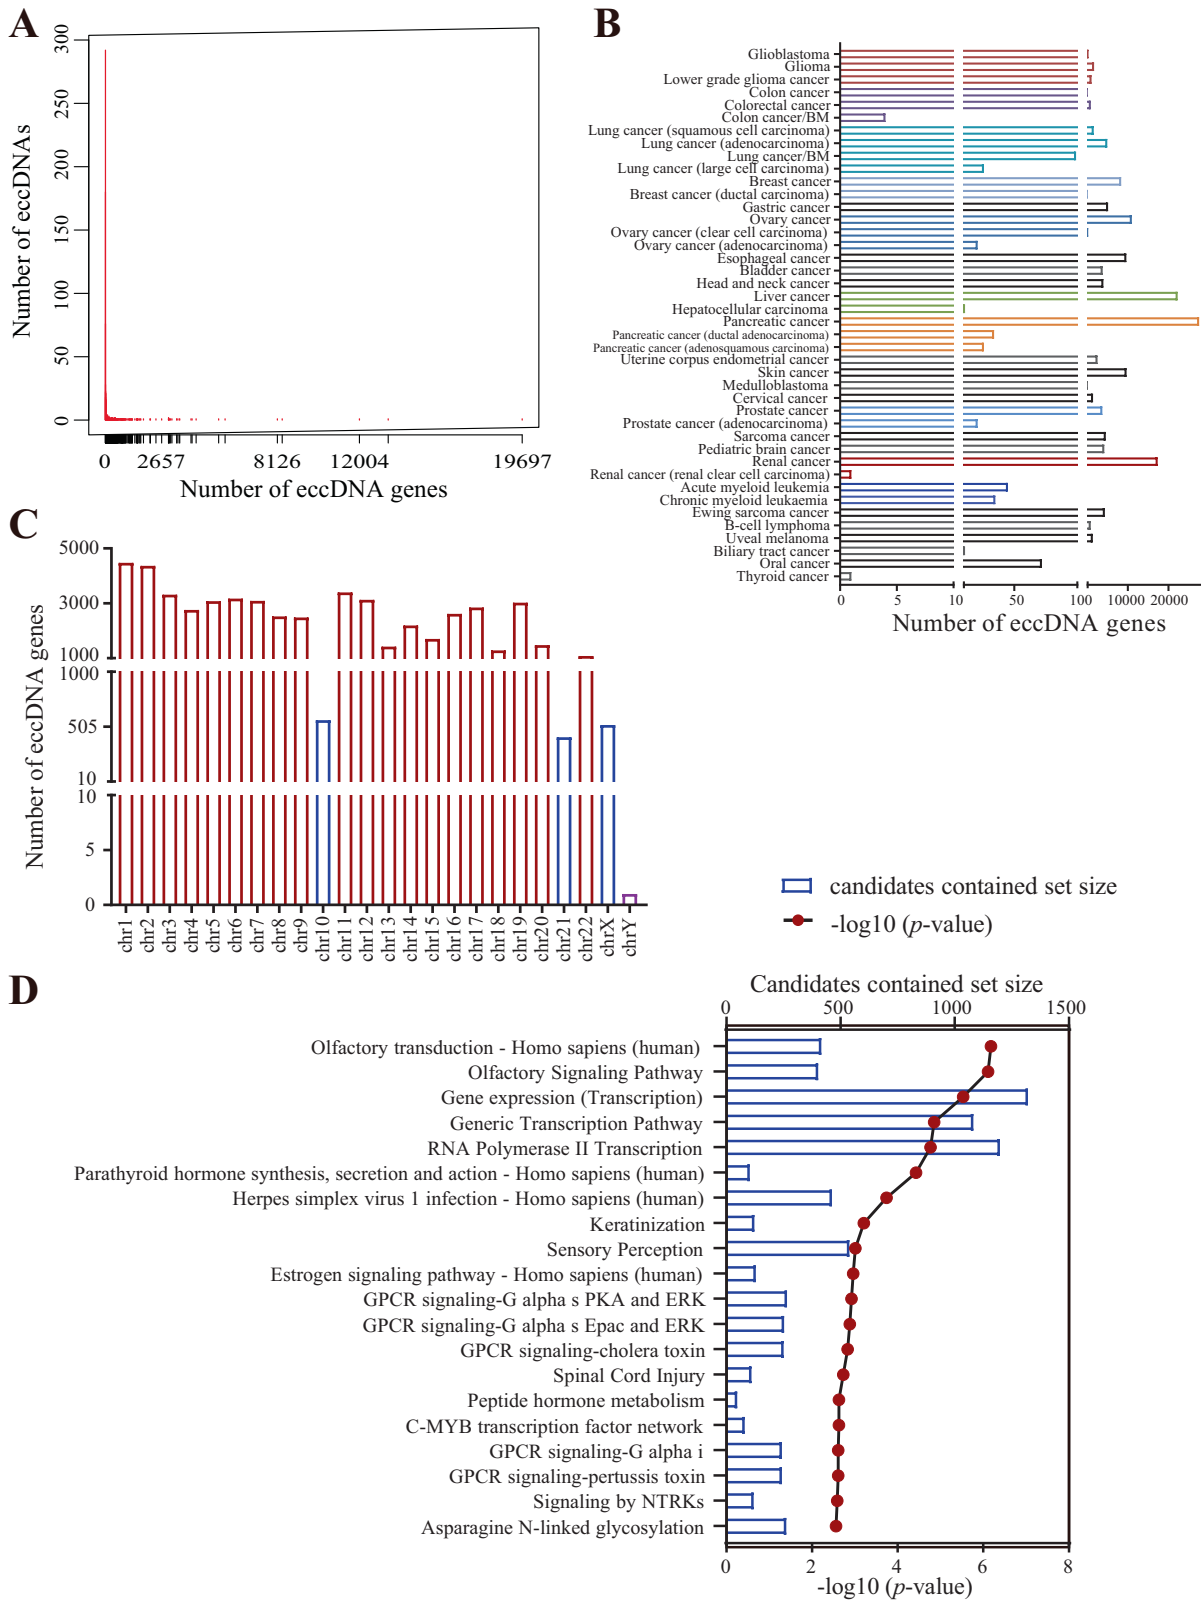 A
300
250
200
150
100
50
0
Number of eccDNAs
0 2657 8126 12004 19697
Number of eccDNA genes
B
Glioblastoma
Glioma
Lower grade glioma cancer
Colon cancer
Colorectal cancer
Colon cancer/BM
Lung cancer (squamous cell carcinoma)
Lung cancer (adenocarcinoma)
Lung cancer/BM
Lung cancer (large cell carcinoma)
Breast cancer
Breast cancer (ductal carcinoma)
Gastric cancer
Ovary cancer
Ovary cancer (clear cell carcinoma)
Ovary cancer (adenocarcinoma)
Esophageal cancer
Bladder cancer
Head and neck cancer
Liver cancer
Hepatocellular carcinoma
Pancreatic cancer
Pancreatic cancer (ductal adenocarcinoma)
Pancreatic cancer (adenosquamous carcinoma)
Uterine corpus endometrial cancer
Skin cancer
Medulloblastoma
Cervical cancer
Prostate cancer
Prostate cancer (adenocarcinoma)
Sarcoma cancer
Pediatric brain cancer
Renal cancer
Renal cancer (renal clear cell carcinoma)
Acute myeloid leukemia
Chronic myeloid leukaemia
Ewing sarcoma cancer
B-cell lymphoma
Uveal melanoma
Biliary tract cancer
Oral cancer
Thyroid cancer
0 5 10 50 100 10000 20000
Number of eccDNA genes
C
5000
3000
1000
1000
505
10
10
5
0
Number of eccDNA genes
chr1 chr2 chr3 chr4 chr5 chr6 chr7 chr8 chr9 chr10 chr11 chr12 chr13 chr14 chr15 chr16 chr17 chr18 chr19 chr20 chr21 chr22 chrX chrY
candidates contained set size
-log10 (p-value)
D
Candidates contained set size
0 500 1000 1500
Olfactory transduction - Homo sapiens (human)
Olfactory Signaling Pathway
Gene expression (Transcription)
Generic Transcription Pathway
RNA Polymerase II Transcription
Parathyroid hormone synthesis, secretion and action - Homo sapiens (human)
Herpes simplex virus 1 infection - Homo sapiens (human)
Keratinization
Sensory Perception
Estrogen signaling pathway - Homo sapiens (human)
GPCR signaling-G alpha s PKA and ERK
GPCR signaling-G alpha s Epac and ERK
GPCR signaling-cholera toxin
Spinal Cord Injury
Peptide hormone metabolism
C-MYB transcription factor network
GPCR signaling-G alpha i
GPCR signaling-pertussis toxin
Signaling by NTRKs
Asparagine N-linked glycosylation
0 2 4 6 8
-log10 (p-value)